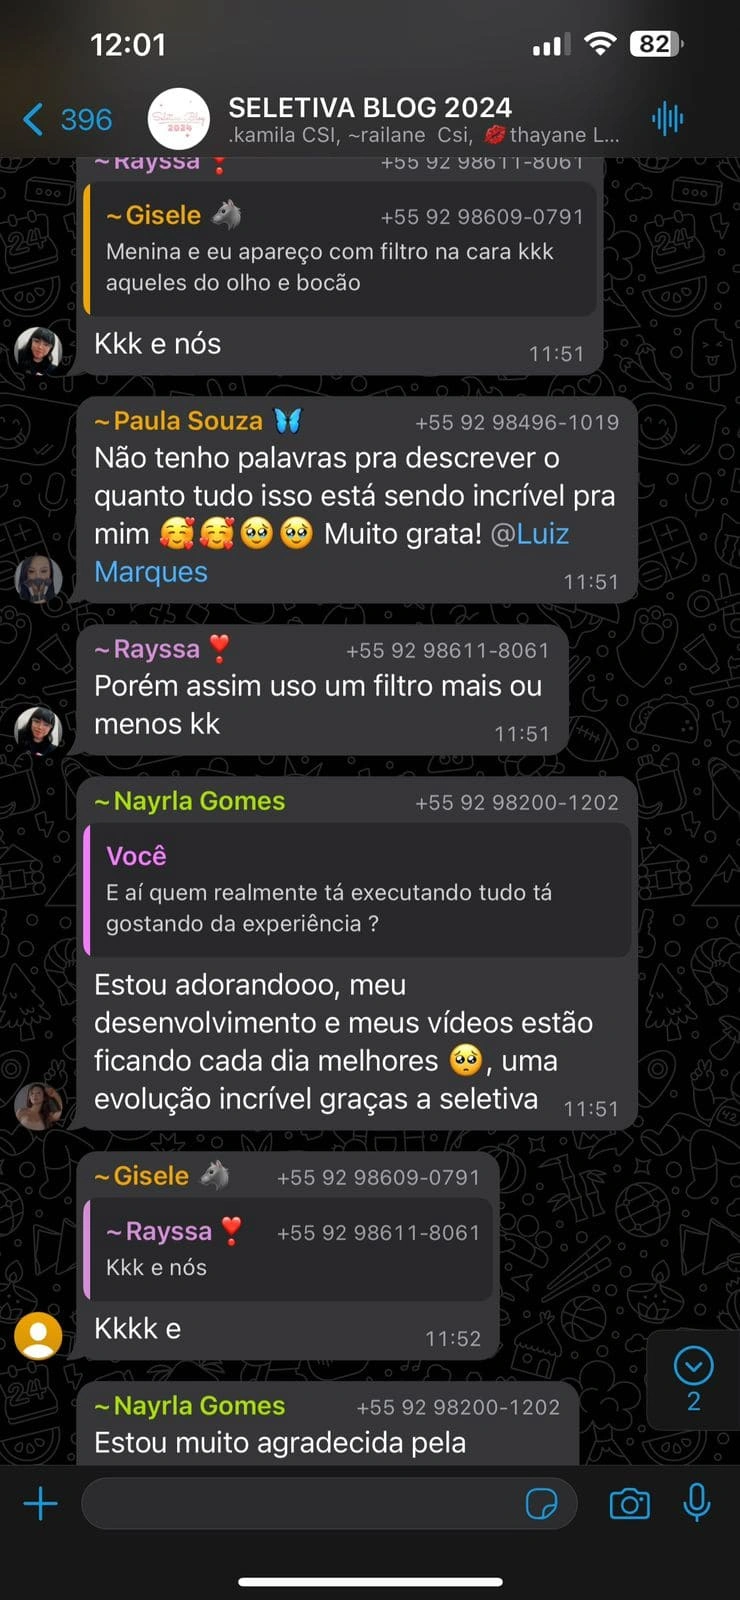 12:01
82
396
SELETIVA BLOG 2024
.kamila CSI, ~railane Csi, 💋thayane L...
~Rayssa ❣️ +55 92 98611-8061
~Gisele 🐴 +55 92 98609-0791
Menina e eu apareço com filtro na cara kkk
aqueles do olho e bocão
Kkk e nós
11:51
~Paula Souza 🦋 +55 92 98496-1019
Não tenho palavras pra descrever o
quanto tudo isso está sendo incrível pra
mim 🥰🥰🥹🥹 Muito grata! @Luiz
Marques
11:51
~Rayssa ❣️ +55 92 98611-8061
Porém assim uso um filtro mais ou
menos kk
11:51
~Nayrla Gomes +55 92 98200-1202
Você
E aí quem realmente tá executando tudo tá
gostando da experiência ?
Estou adorandooo, meu
desenvolvimento e meus vídeos estão
ficando cada dia melhores 🥺, uma
evolução incrível graças a seletiva
11:51
~Gisele 🐴 +55 92 98609-0791
~Rayssa ❣️ +55 92 98611-8061
Kkk e nós
Kkkk e
11:52
2
~Nayrla Gomes +55 92 98200-1202
Estou muito agradecida pela